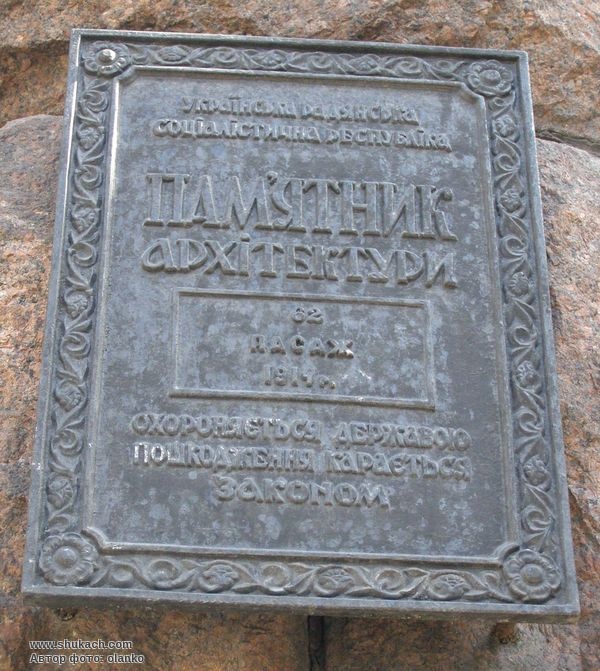 УКРАЇНСЬКА РАДЯНСЬКА
СОЦІАЛІСТИЧНА РЕСПУБЛІКА
ПАМ'ЯТНИК
АРХІТЕКТУРИ
62
ПАСАЖ
1914 р.
ОХОРОНЯЄТЬСЯ ДЕРЖАВОЮ
ПОШКОДЖЕННЯ КАРАЄТЬСЯ
ЗАКОНОМ
www.shukach.com
Автор фото: olanko